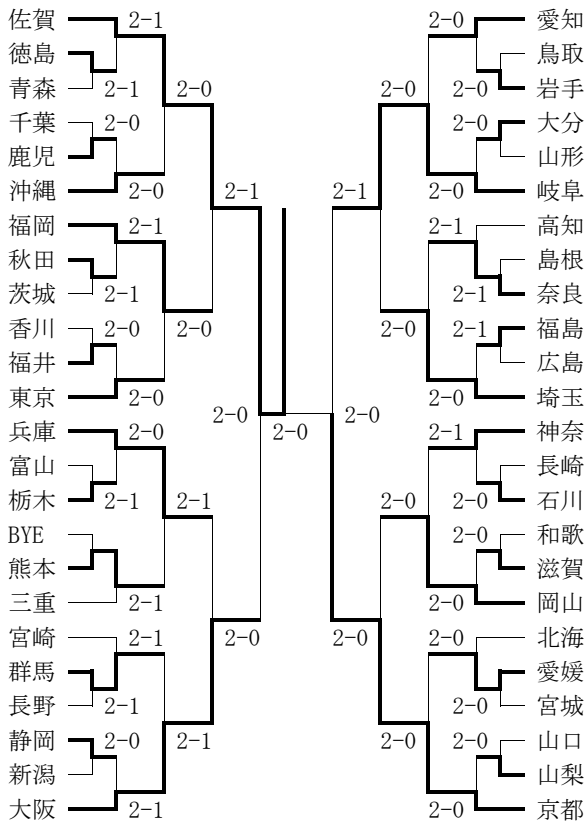 佐賀 2-1 2-0 愛知
徳島 鳥取
青森 2-1 2-0 2-0 岩手
千葉 2-0 2-0 大分
鹿児 山形
沖縄 2-0 2-1 2-1 2-0 岐阜
福岡 2-1 2-1 高知
秋田 島根
茨城 2-1 2-1 奈良
香川 2-0 2-0 2-0 2-1 福島
福井 広島
東京 2-0 2-0 2-0 2-0 埼玉
兵庫 2-0 2-0 2-1 神奈
富山 長崎
栃木 2-1 2-1 2-0 2-0 石川
BYE 2-0 和歌
熊本 滋賀
三重 2-1 2-0 岡山
宮崎 2-1 2-0 2-0 2-0 北海
群馬 愛媛
長野 2-1 2-0 宮城
静岡 2-0 2-1 2-0 2-0 山口
新潟 山梨
大阪 2-1 2-0 京都